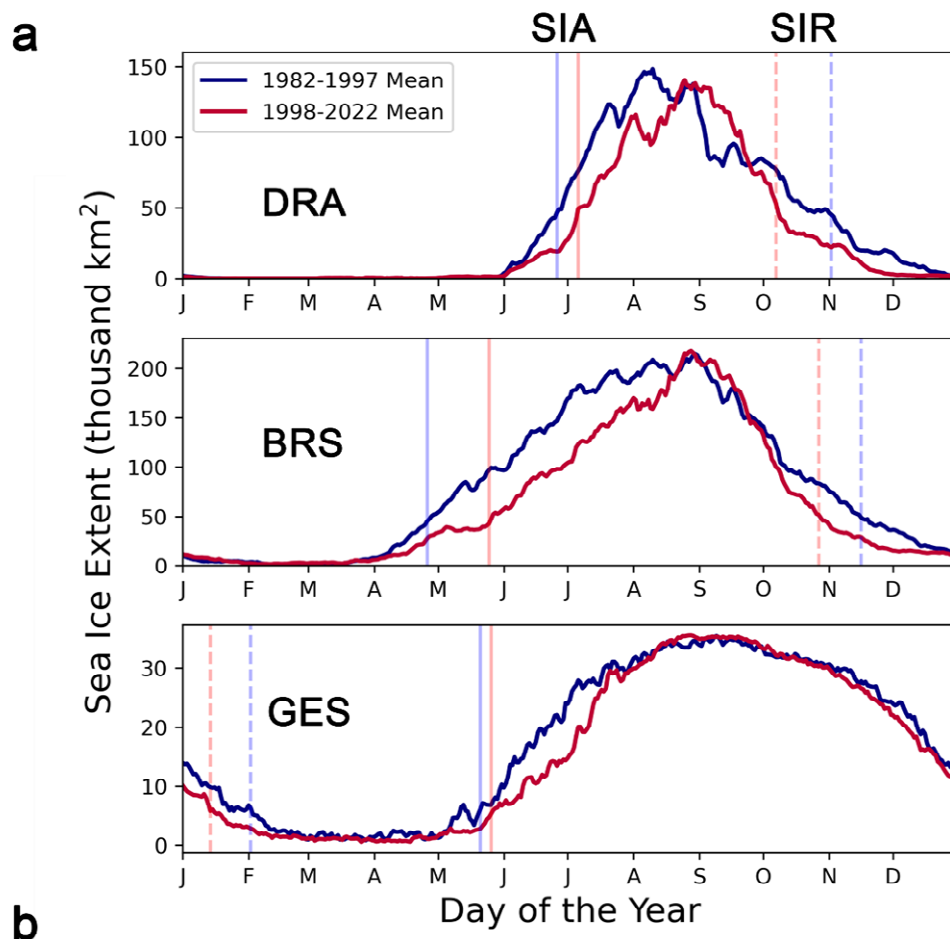 a
SIA SIR
150
100
50
0
1982-1997 Mean
1998-2022 Mean
DRA
J F M A M J J A S O N D
200
150
100
50
0
BRS
J F M A M J J A S O N D
30
20
10
0
GES
J F M A M J J A S O N D
Sea Ice Extent (thousand km²)
Day of the Year
b